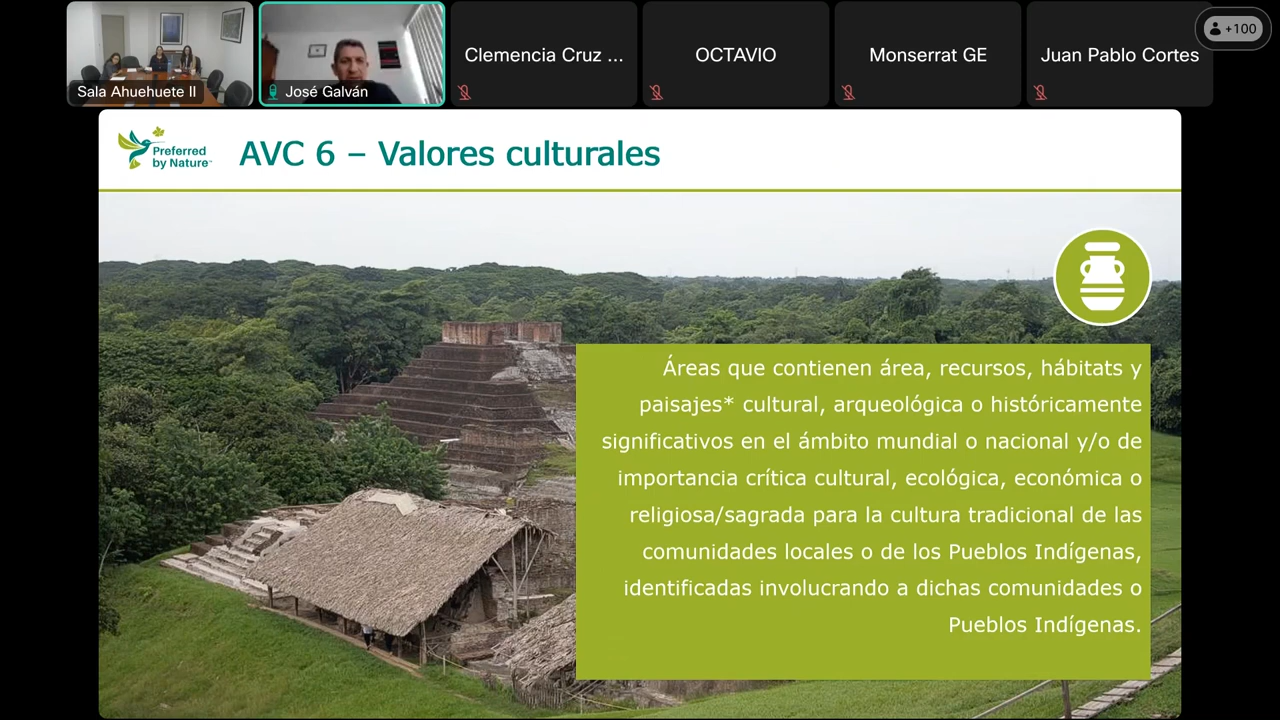 Sala Ahuehuete II
José Galván
Clemencia Cruz ...
OCTAVIO
Monserrat GE
Juan Pablo Cortes
+100
Preferred
by Nature™
AVC 6 – Valores culturales
Áreas que contienen área, recursos, hábitats y
paisajes* cultural, arqueológica o históricamente
significativos en el ámbito mundial o nacional y/o de
importancia crítica cultural, ecológica, económica o
religiosa/sagrada para la cultura tradicional de las
comunidades locales o de los Pueblos Indígenas,
identificadas involucrando a dichas comunidades o
Pueblos Indígenas.